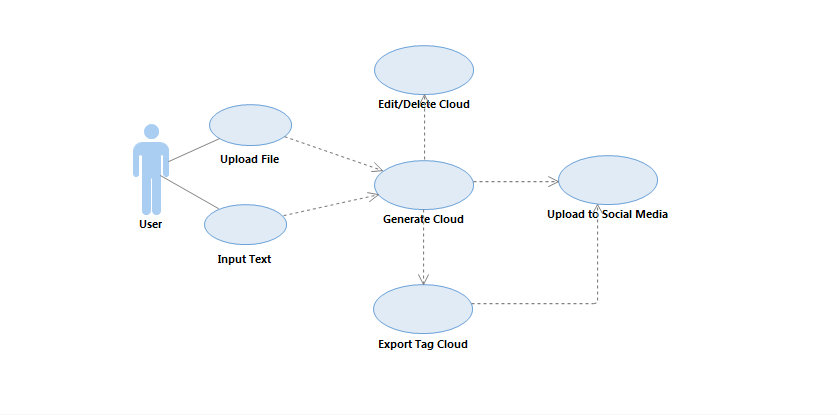 Edit/Delete Cloud
Upload File
User
Generate Cloud
Upload to Social Media
Input Text
Export Tag Cloud